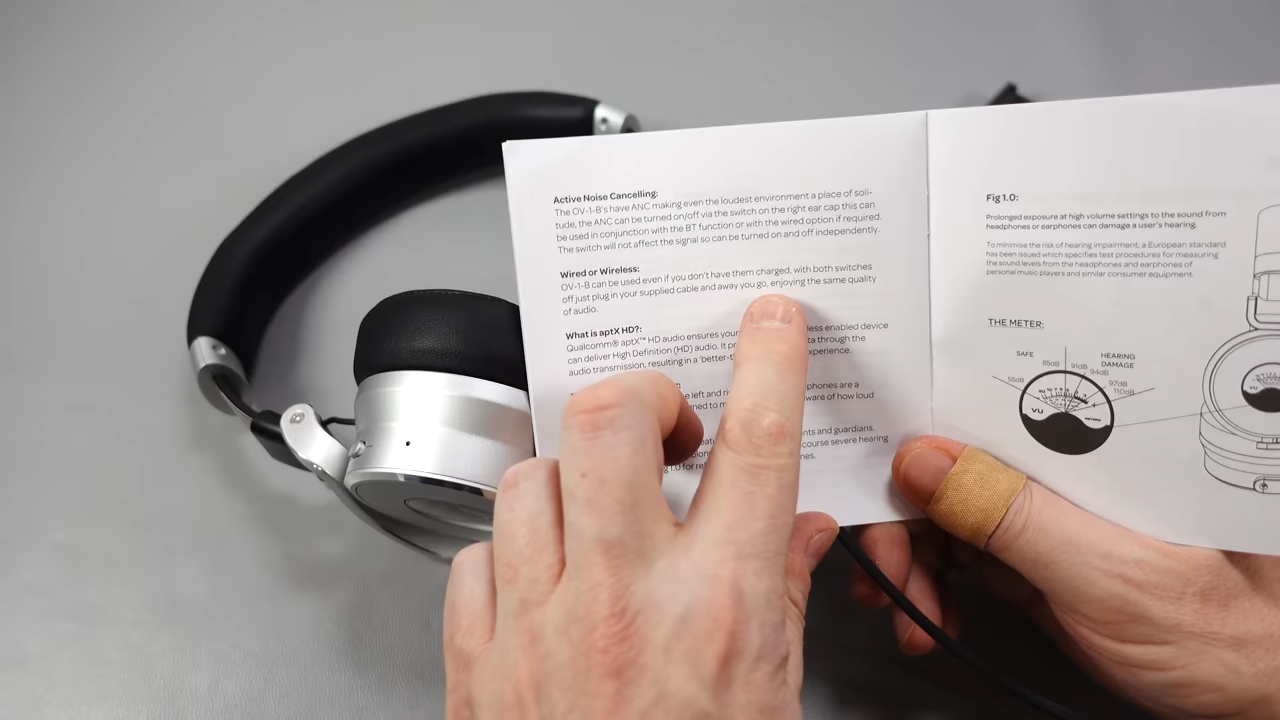 Active Noise Cancelling:
The OV-1-B's have ANC making even the loudest environment a place of soli-
tude, the ANC can be turned on/off via the switch on the right ear cap this can
be used in conjunction with the BT function or with the wired option if required.
The switch will not affect the signal so can be turned on and off independently.
Wired or Wireless:
OV-1-B can be used even if you don't have them charged, with both switches
off just plug in your supplied cable and away you go, enjoying the same quality
of audio.
What is aptX HD?:
Qualcomm® aptX™ HD audio ensures your less enabled device
can deliver High Definition (HD) audio. It through the
audio transmission, resulting in a 'better-
left and phones are a
to aware of how loud
and guardians.
course severe hearing
1.0 for
Fig 1.0:
Prolonged exposure at high volume settings to the sound from
headphones or earphones can damage a user's hearing.
To minimise the risk of hearing impairment, a European standard
has been issued which specifies test procedures for measuring
the sound levels from the headphones and earphones of
personal music players and similar consumer equipment.
THE METER:
SAFE
HEARING
DAMAGE
55dB
85dB
91dB
94dB
97dB
110dB
VU